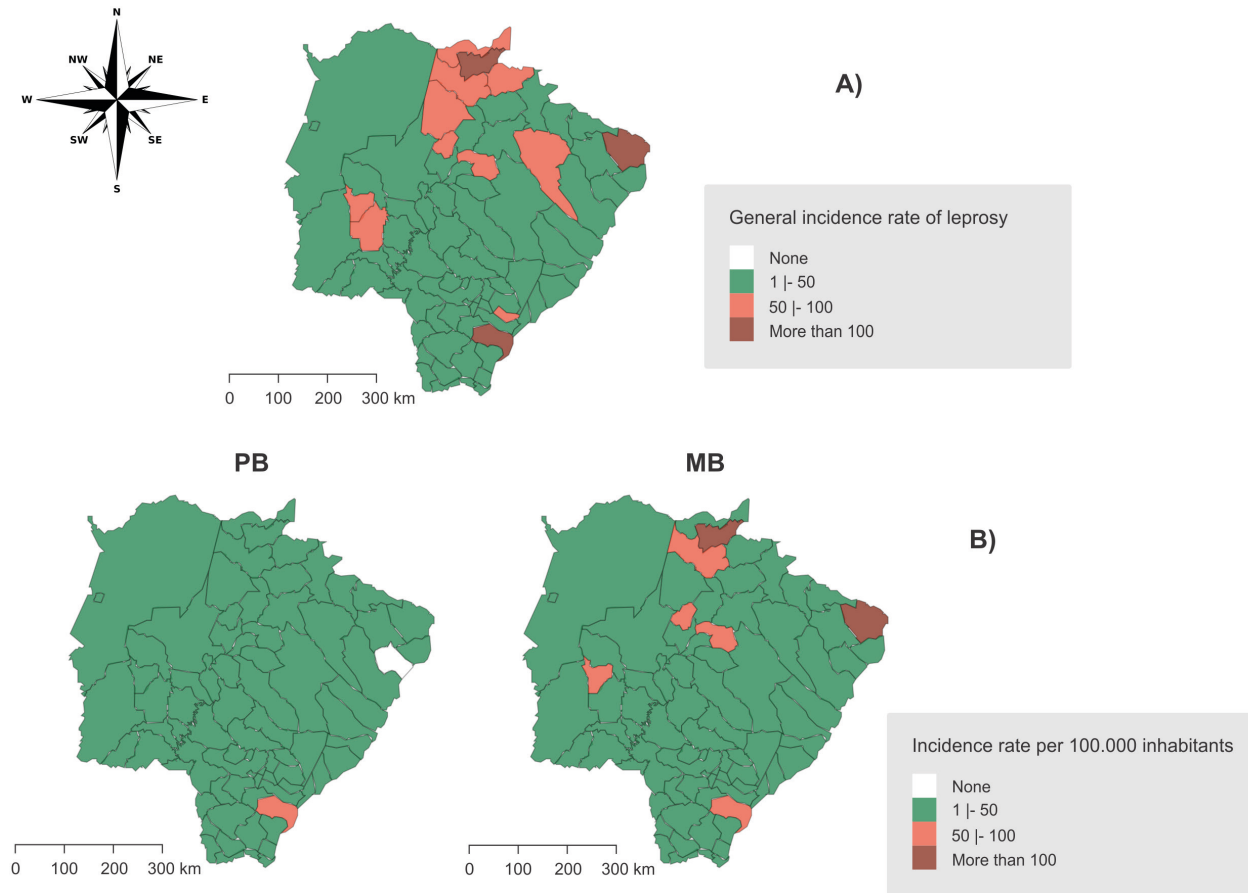 N
NW
NE
W
E
SW
SE
S
A)
General incidence rate of leprosy
None
1 |- 50
50 |- 100
More than 100
0 100 200 300 km
PB
MB
B)
Incidence rate per 100.000 inhabitants
None
1 |- 50
50 |- 100
More than 100
0 100 200 300 km
0 100 200 300 km